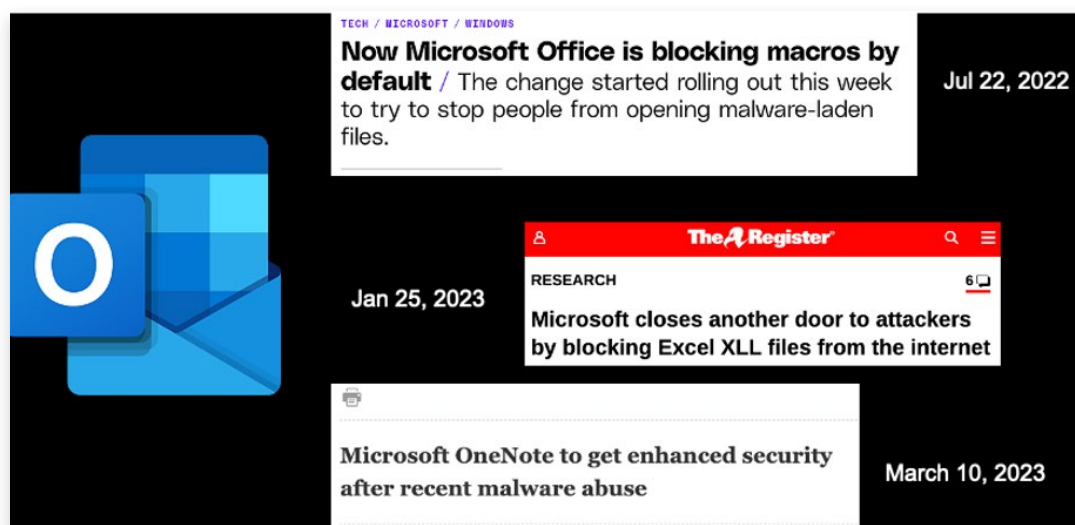 TECH / MICROSOFT / WINDOWS
Now Microsoft Office is blocking macros by
default / The change started rolling out this week
to try to stop people from opening malware-laden
files.
Jul 22, 2022
O
The Register®
RESEARCH
6
Jan 25, 2023
Microsoft closes another door to attackers
by blocking Excel XLL files from the internet
Microsoft OneNote to get enhanced security
after recent malware abuse
March 10, 2023